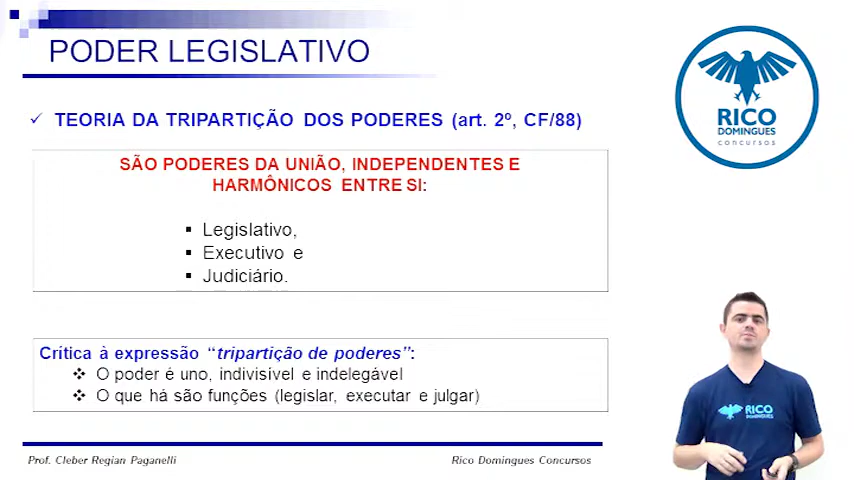 PODER LEGISLATIVO
✓ TEORIA DA TRIPARTIÇÃO DOS PODERES (art. 2º, CF/88)
SÃO PODERES DA UNIÃO, INDEPENDENTES E
HARMÔNICOS ENTRE SI:
▪ Legislativo,
▪ Executivo e
▪ Judiciário.
Crítica à expressão “tripartição de poderes”:
❖ O poder é uno, indivisível e indelegável
❖ O que há são funções (legislar, executar e julgar)
Prof. Cleber Regian Paganelli
Rico Domingues Concursos
RICO
DOMINGUES
concursos
RICO
DOMINGUES